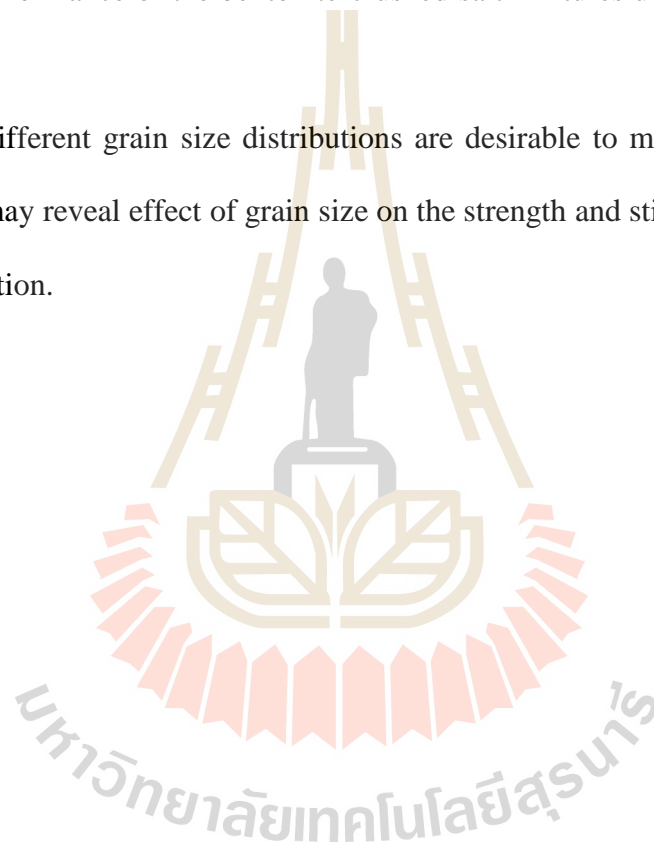 ifferent grain size distributions are desirable to m
may reveal effect of grain size on the strength and sti
tion.
มหาวิทยาลัยเทคโนโลยีสุรนารี